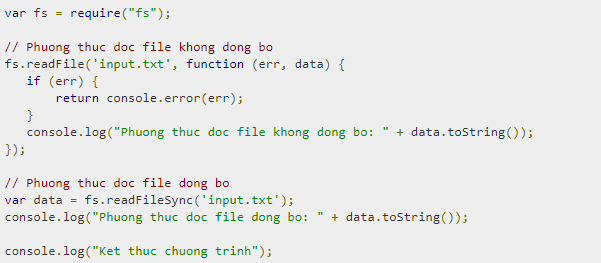 var fs = require("fs");

// Phuong thuc doc file khong dong bo
fs.readFile('input.txt', function (err, data) {
   if (err) {
       return console.error(err);
   }
   console.log("Phuong thuc doc file khong dong bo: " + data.toString());
});

// Phuong thuc doc file dong bo
var data = fs.readFileSync('input.txt');
console.log("Phuong thuc doc file dong bo: " + data.toString());

console.log("Ket thuc chuong trinh");